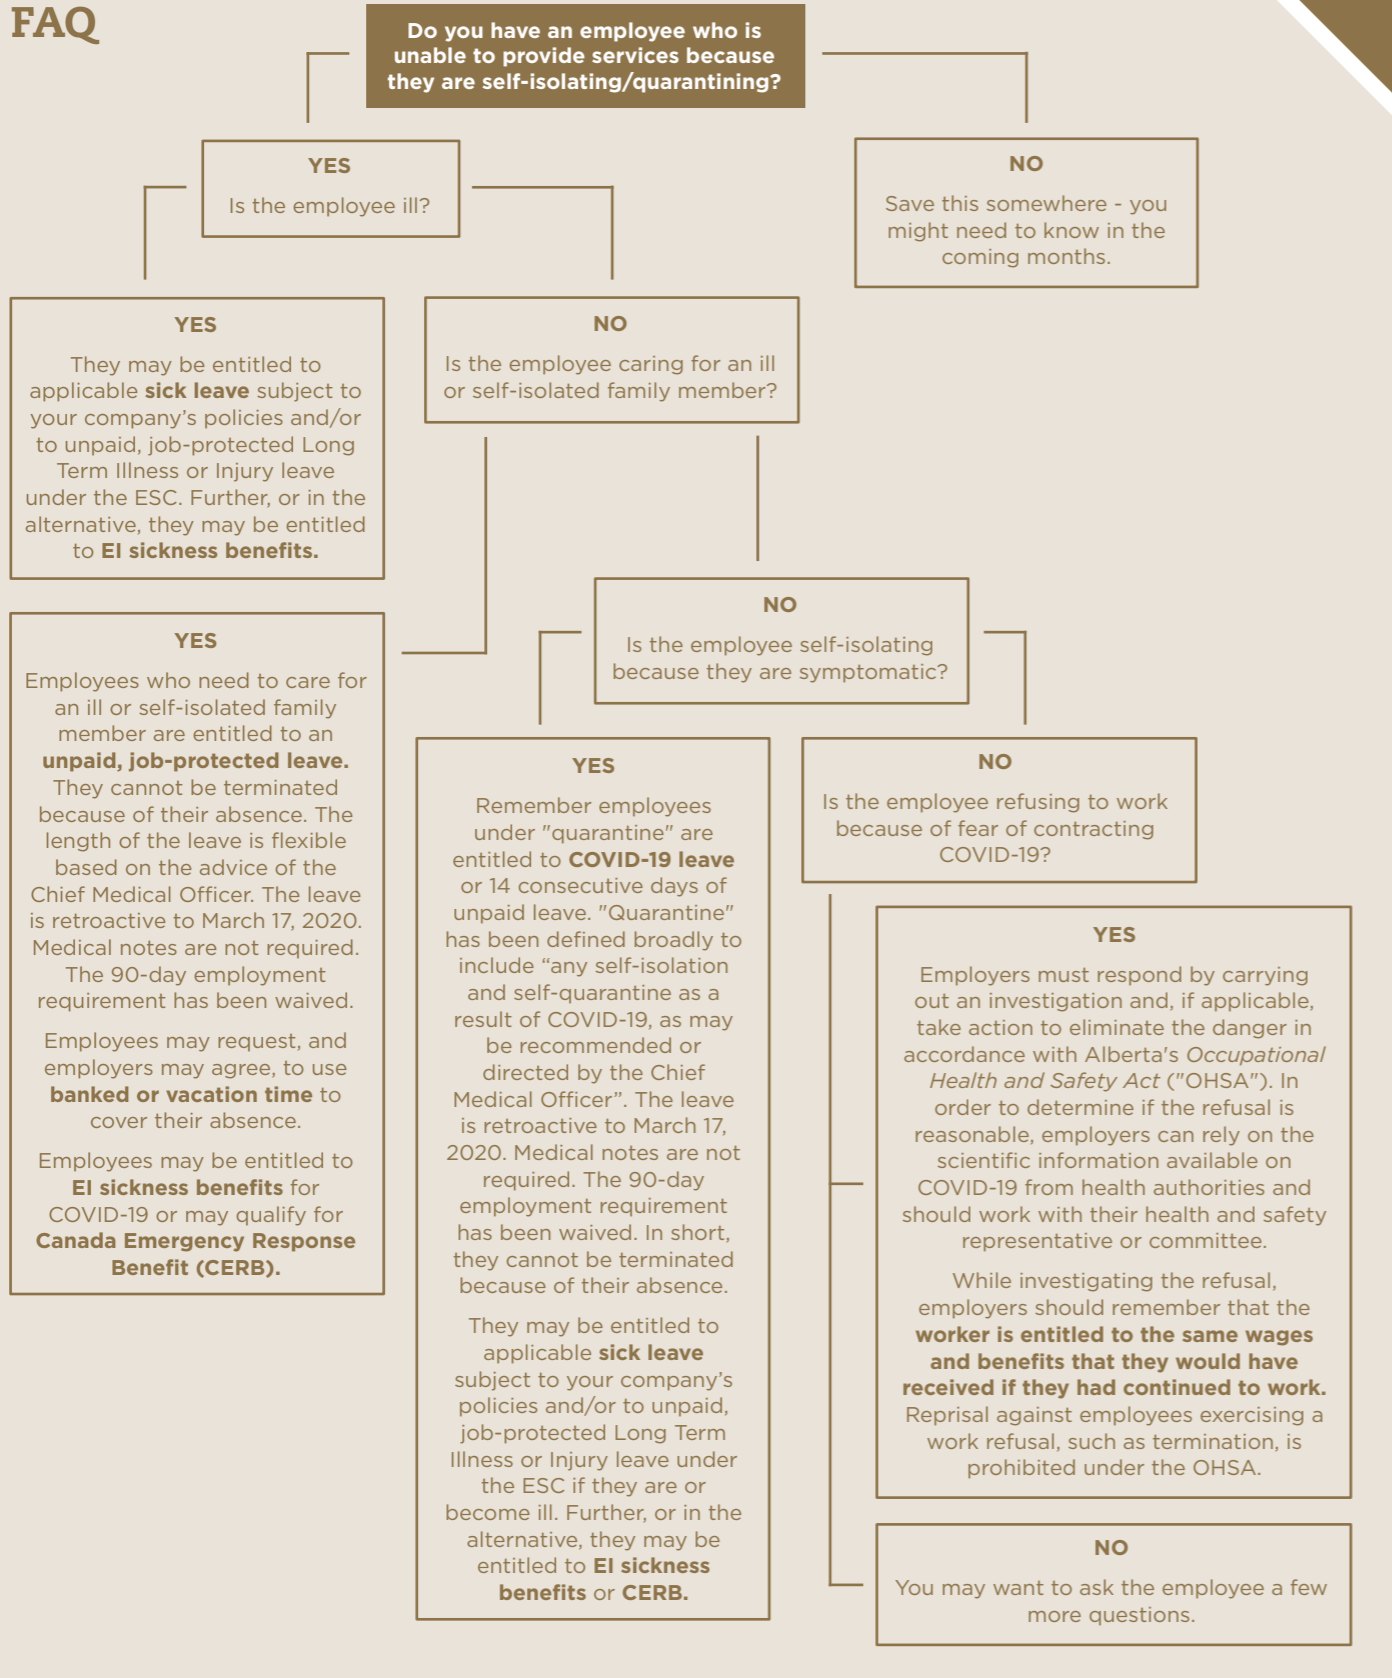 FAQ
Do you have an employee who is
unable to provide services because
they are self-isolating/quarantining?
YES
Is the employee ill?
NO
Save this somewhere - you
might need to know in the
coming months.
YES
They may be entitled to
applicable sick leave subject to
your company's policies and/or
to unpaid, job-protected Long
Term Illness or Injury leave
under the ESC. Further, or in the
alternative, they may be entitled
to EI sickness benefits.
NO
Is the employee caring for an ill
or self-isolated family member?
YES
Employees who need to care for
an ill or self-isolated family
member are entitled to an
unpaid, job-protected leave.
They cannot be terminated
because of their absence. The
length of the leave is flexible
based on the advice of the
Chief Medical Officer. The leave
is retroactive to March 17, 2020.
Medical notes are not required.
The 90-day employment
requirement has been waived.
Employees may request, and
employers may agree, to use
banked or vacation time to
cover their absence.
Employees may be entitled to
EI sickness benefits for
COVID-19 or may qualify for
Canada Emergency Response
Benefit (CERB).
NO
Is the employee self-isolating
because they are symptomatic?
YES
Remember employees
under "quarantine" are
entitled to COVID-19 leave
or 14 consecutive days of
unpaid leave. "Quarantine"
has been defined broadly to
include “any self-isolation
and self-quarantine as a
result of COVID-19, as may
be recommended or
directed by the Chief
Medical Officer”. The leave
is retroactive to March 17,
2020. Medical notes are not
required. The 90-day
employment requirement
has been waived. In short,
they cannot be terminated
because of their absence.
They may be entitled to
applicable sick leave
subject to your company's
policies and/or to unpaid,
job-protected Long Term
Illness or Injury leave under
the ESC if they are or
become ill. Further, or in the
alternative, they may be
entitled to EI sickness
benefits or CERB.
NO
Is the employee refusing to work
because of fear of contracting
COVID-19?
YES
Employers must respond by carrying
out an investigation and, if applicable,
take action to eliminate the danger in
accordance with Alberta's Occupational
Health and Safety Act ("OHSA"). In
order to determine if the refusal is
reasonable, employers can rely on the
scientific information available on
COVID-19 from health authorities and
should work with their health and safety
representative or committee.
While investigating the refusal,
employers should remember that the
worker is entitled to the same wages
and benefits that they would have
received if they had continued to work.
Reprisal against employees exercising a
work refusal, such as termination, is
prohibited under the OHSA.
NO
You may want to ask the employee a few
more questions.